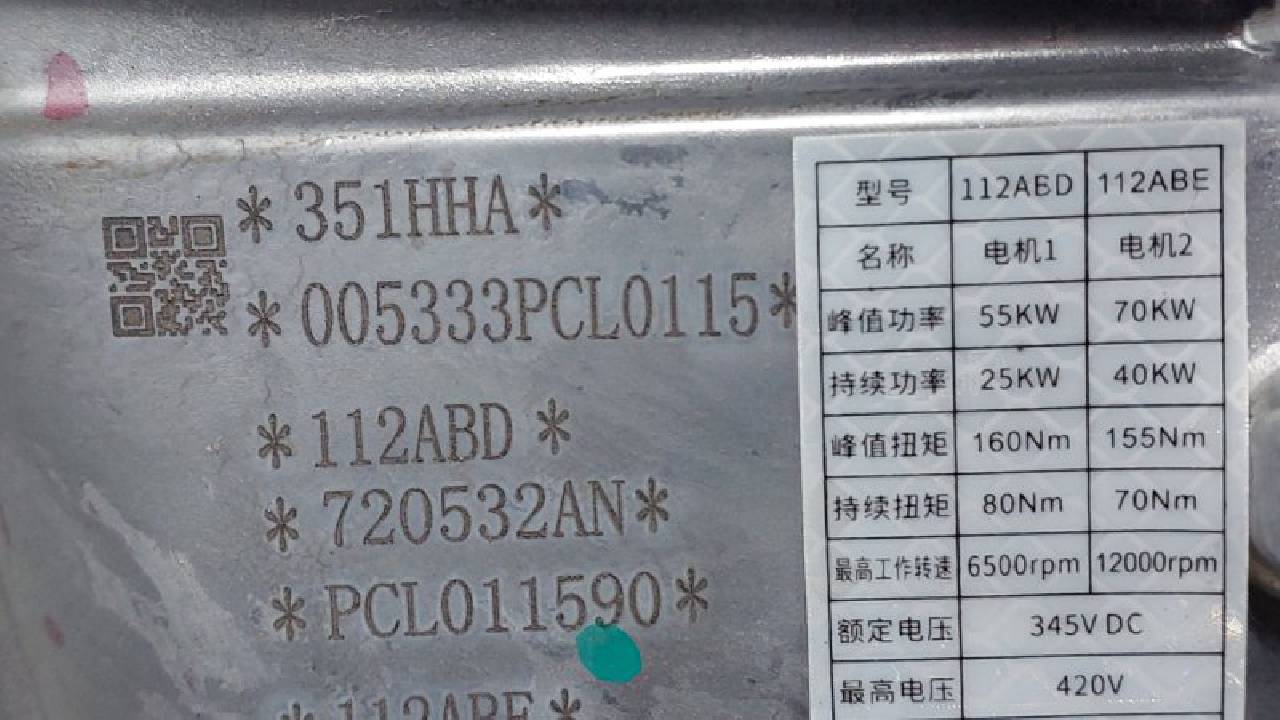 *351HHA*
*005333PCL0115*
*112ABD *
*720532AN*
*PCL011590*
*112ABE*
型号 112ABD 112ABE
名称 电机1 电机2
峰值功率 55KW 70KW
持续功率 25KW 40KW
峰值扭矩 160Nm 155Nm
持续扭矩 80Nm 70Nm
最高工作转速 6500rpm 12000rpm
额定电压 345V DC
最高电压 420V